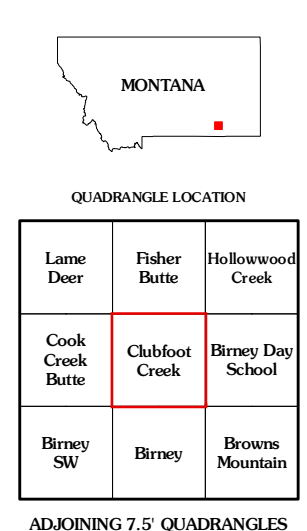 MONTANA
QUADRANGLE LOCATION
Lame
Deer
Fisher
Butte
Hollowwood
Creek
Cook
Creek
Butte
Clubfoot
Creek
Birney Day
School
Birney
SW
Birney
Browns
Mountain
ADJOINING 7.5' QUADRANGLES